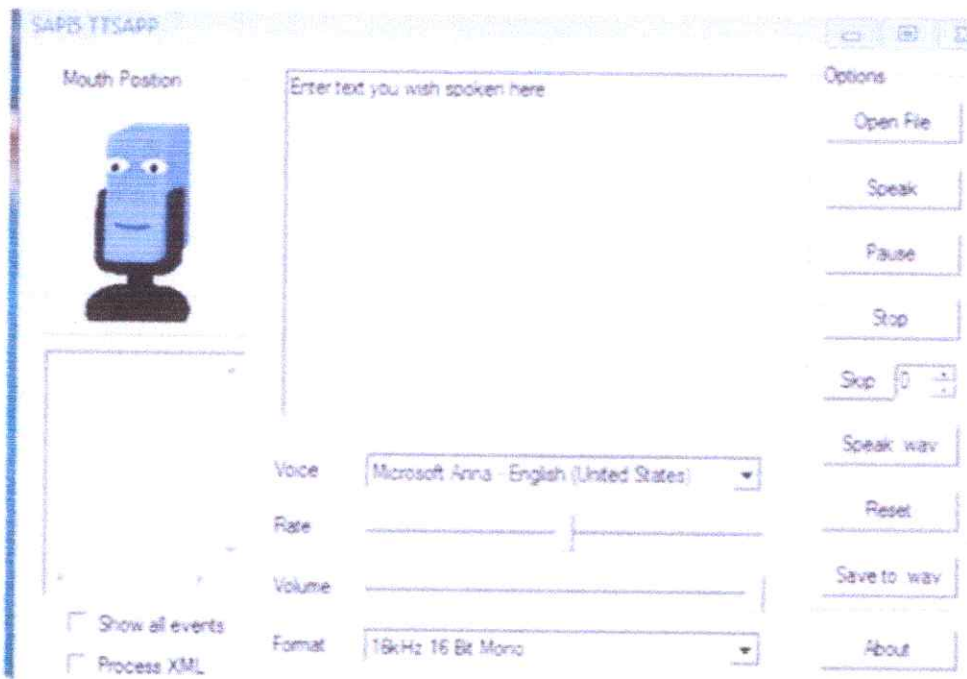 SAPI5 TTSAPP
Mouth Position
Enter text you wish spoken here
Options
Open File
Speak
Pause
Stop
Skip 0
Speak wav
Reset
Save to wav
About
Voice Microsoft Anna - English (United States)
Rate
Volume
Format 16kHz 16 Bit Mono
Show all events
Process XML